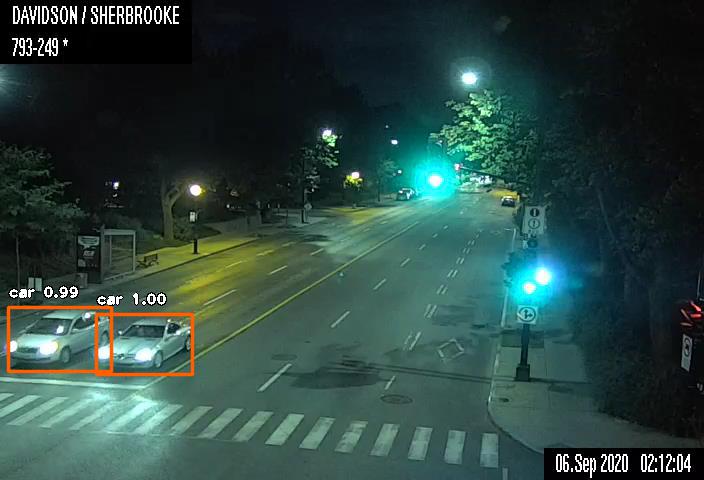 DAVIDSON / SHERBROOKE
793-249 *
car 0.99
car 1.00
06.Sep 2020 02:12:04